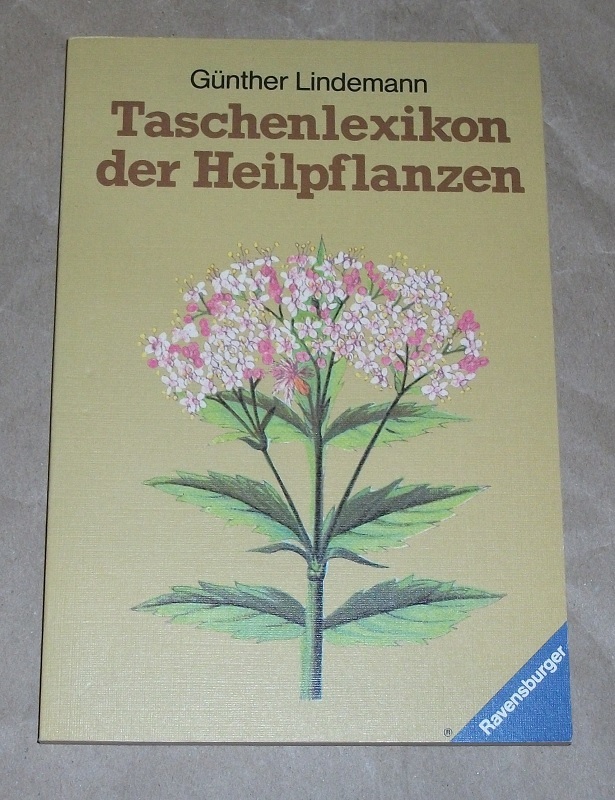 Günther Lindemann
Taschenlexikon
der Heilpflanzen
Ravensburger
®